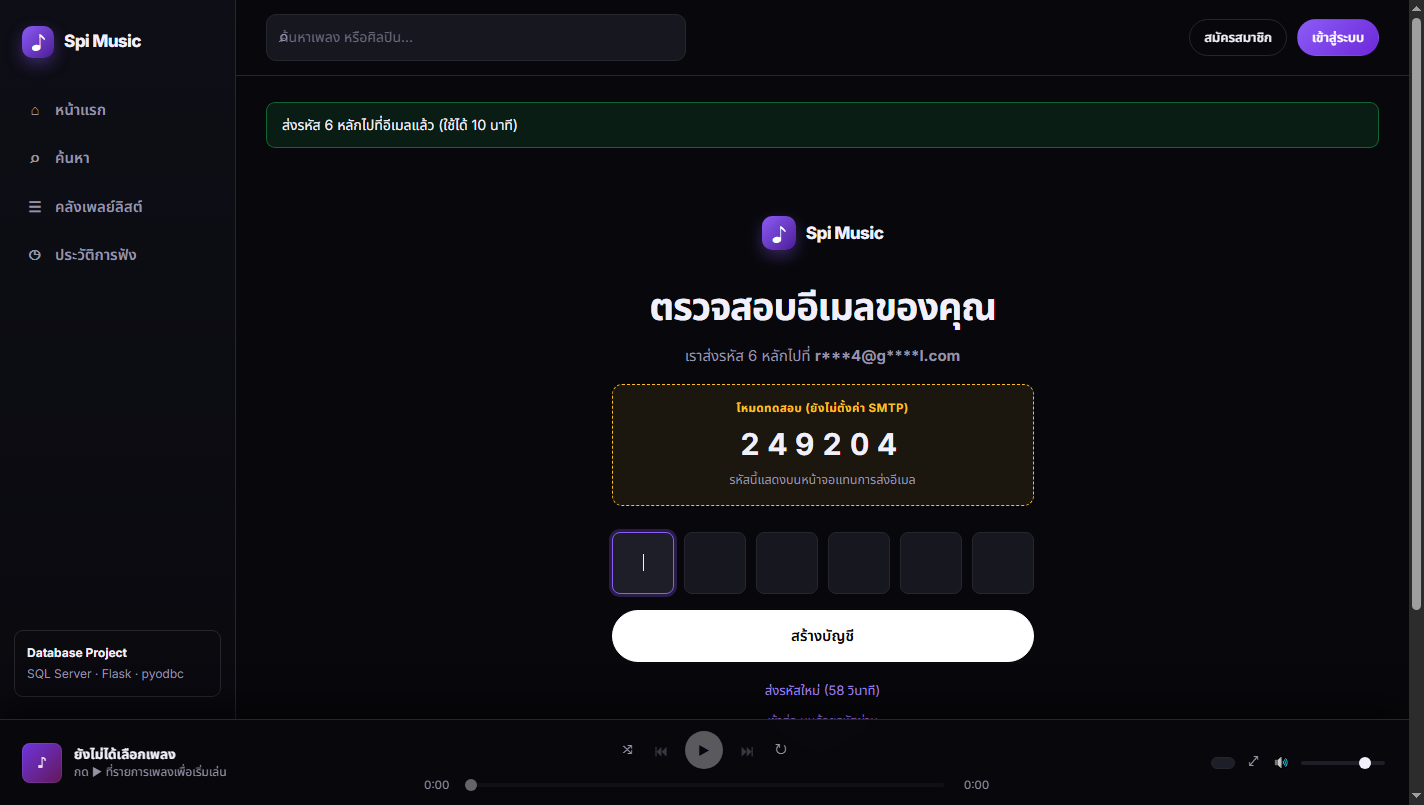 Spi Music
หน้าแรก
ค้นหา
คลังเพลย์ลิสต์
ประวัติการฟัง
Database Project
SQL Server · Flask · pyodbc
ค้นหาเพลง หรือศิลปิน...
สมัครสมาชิก
เข้าสู่ระบบ
ส่งรหัส 6 หลักไปที่อีเมลแล้ว (ใช้ได้ 10 นาที)
Spi Music
ตรวจสอบอีเมลของคุณ
เราส่งรหัส 6 หลักไปที่ r***4@g****l.com
โหมดทดสอบ (ยังไม่ตั้งค่า SMTP)
249204
รหัสนี้แสดงบนหน้าจอแทนการส่งอีเมล
สร้างบัญชี
ส่งรหัสใหม่ (58 วินาที)
ยังไม่ได้เลือกเพลง
กด ▶ ที่รายการเพลงเพื่อเริ่มเล่น
0:00
0:00